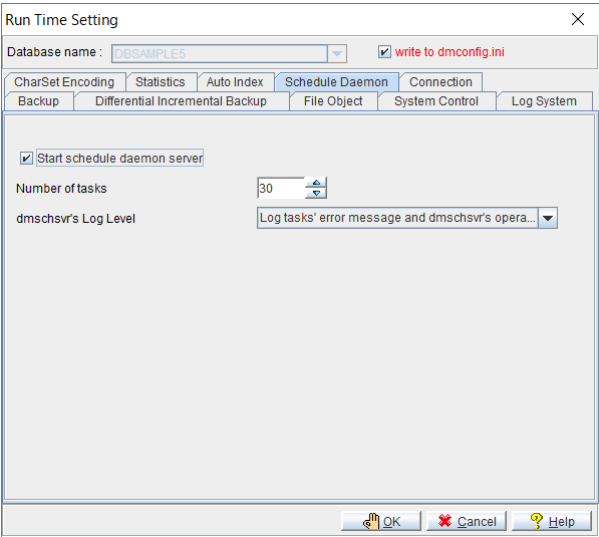 Run Time Setting
Database name : DBSAMPLE5 write to dmconfig.ini
CharSet Encoding Statistics Auto Index Schedule Daemon Connection
Backup Differential Incremental Backup File Object System Control Log System
Start schedule daemon server
Number of tasks 30
dmschsvr's Log Level Log tasks' error message and dmschsvr's opera...
OK Cancel Help